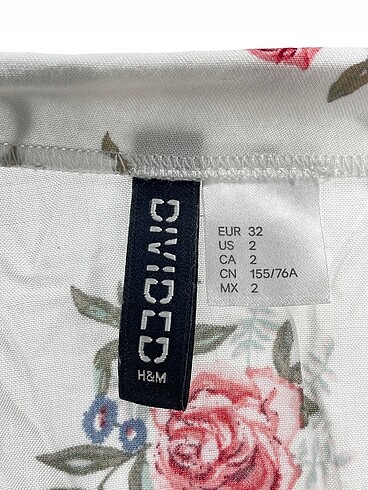 DIVIDED
H&M
EUR 32
US 2
CA 2
CN 155/76A
MX 2